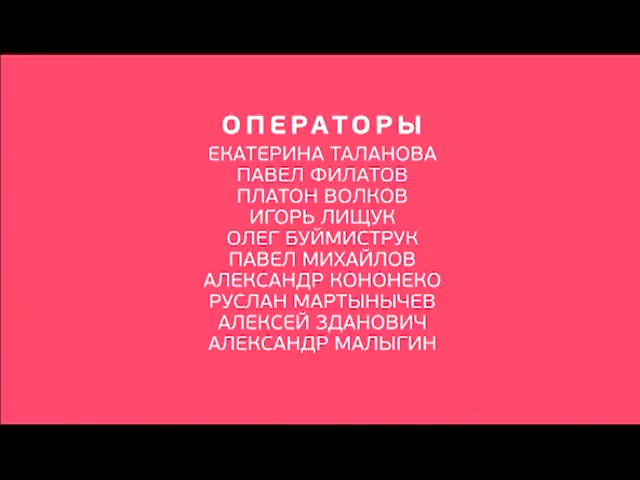 ОПЕРАТОРЫ
ЕКАТЕРИНА ТАЛАНОВА
ПАВЕЛ ФИЛАТОВ
ПЛАТОН ВОЛКОВ
ИГОРЬ ЛИЩУК
ОЛЕГ БУЙМИСТРУК
ПАВЕЛ МИХАЙЛОВ
АЛЕКСАНДР КОНОНЕКО
РУСЛАН МАРТЫНЫЧЕВ
АЛЕКСЕЙ ЗДАНОВИЧ
АЛЕКСАНДР МАЛЫГИН